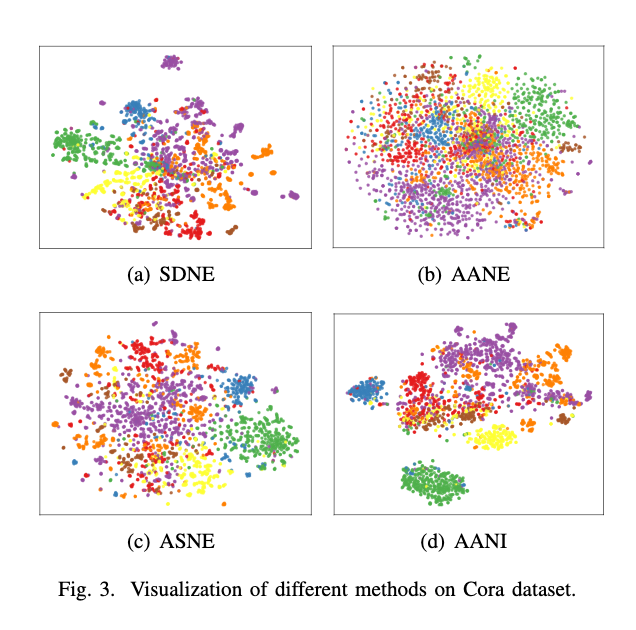 (a) SDNE
(b) AANE
(c) ASNE
(d) AANI
Fig. 3. Visualization of different methods on Cora dataset.